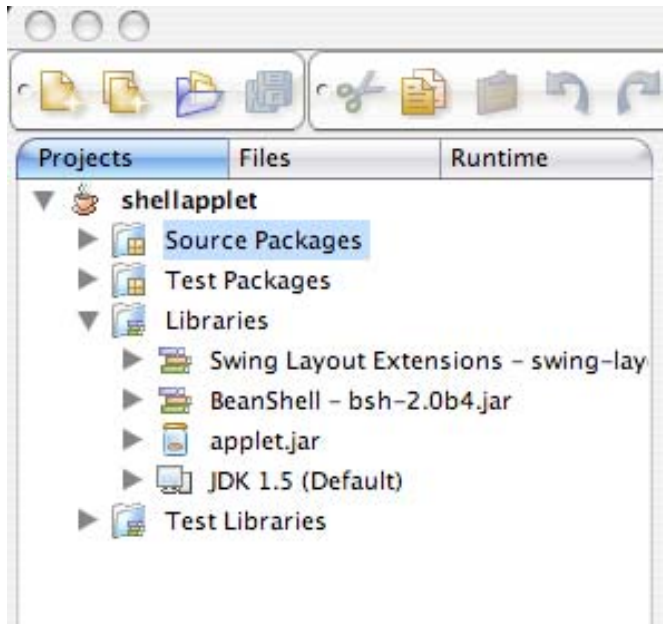 Projects Files Runtime
shellapplet
Source Packages
Test Packages
Libraries
Swing Layout Extensions – swing-lay
BeanShell – bsh-2.0b4.jar
applet.jar
JDK 1.5 (Default)
Test Libraries